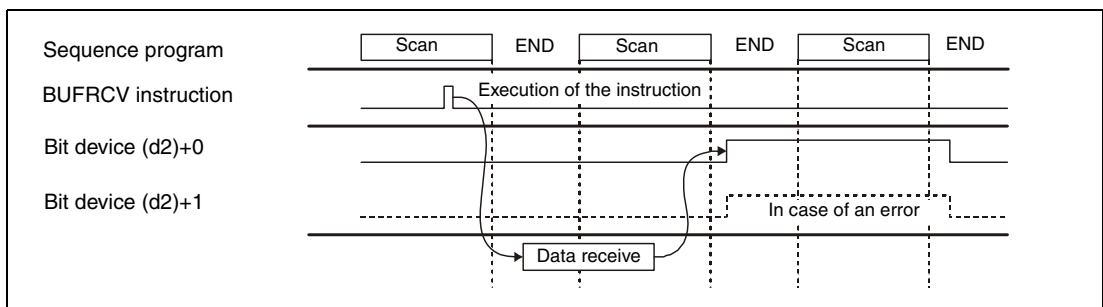 Sequence program Scan END Scan END Scan END
BUFRCV instruction Execution of the instruction
Bit device (d2)+0
Bit device (d2)+1 In case of an error
Data receive